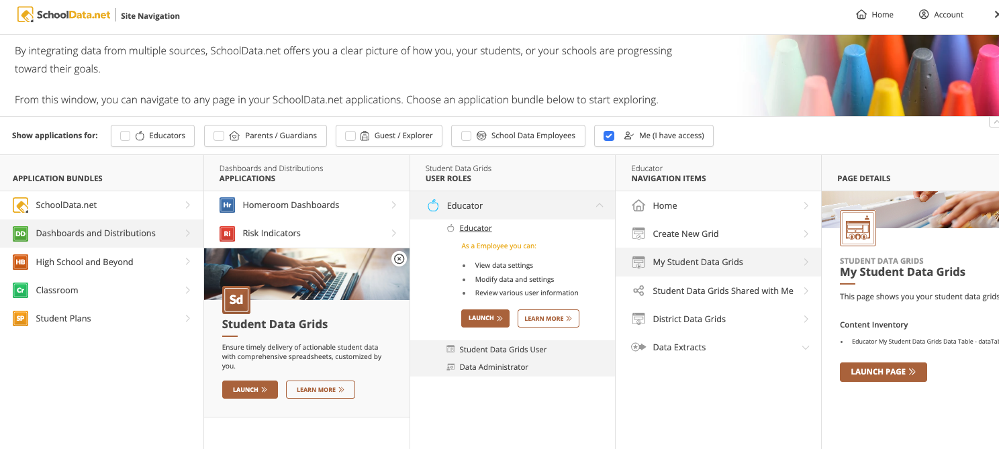 SchoolData.net
Site Navigation
Home
Account
By integrating data from multiple sources, SchoolData.net offers you a clear picture of how you, your students, or your schools are progressing
toward their goals.
From this window, you can navigate to any page in your SchoolData.net applications. Choose an application bundle below to start exploring.
Show applications for:
Educators
Parents / Guardians
Guest / Explorer
School Data Employees
Me (I have access)
APPLICATION BUNDLES
SchoolData.net
DD
Dashboards and Distributions
HB
High School and Beyond
Cr
Classroom
SP
Student Plans
Dashboards and Distributions
APPLICATIONS
Hr
Homeroom Dashboards
Ri
Risk Indicators
Sd
Student Data Grids
Ensure timely delivery of actionable student data
with comprehensive spreadsheets, customized by
you.
LAUNCH
LEARN MORE
Student Data Grids
USER ROLES
Educator
Educator
As a Employee you can:
View data settings
Modify data and settings
Review various user information
LAUNCH
LEARN MORE
Student Data Grids User
Data Administrator
Educator
NAVIGATION ITEMS
Home
Create New Grid
My Student Data Grids
Student Data Grids Shared with Me
District Data Grids
Data Extracts
PAGE DETAILS
STUDENT DATA GRIDS
My Student Data Grids
This page shows you your student data grids
Content Inventory
Educator My Student Data Grids Data Table - dataTab
LAUNCH PAGE